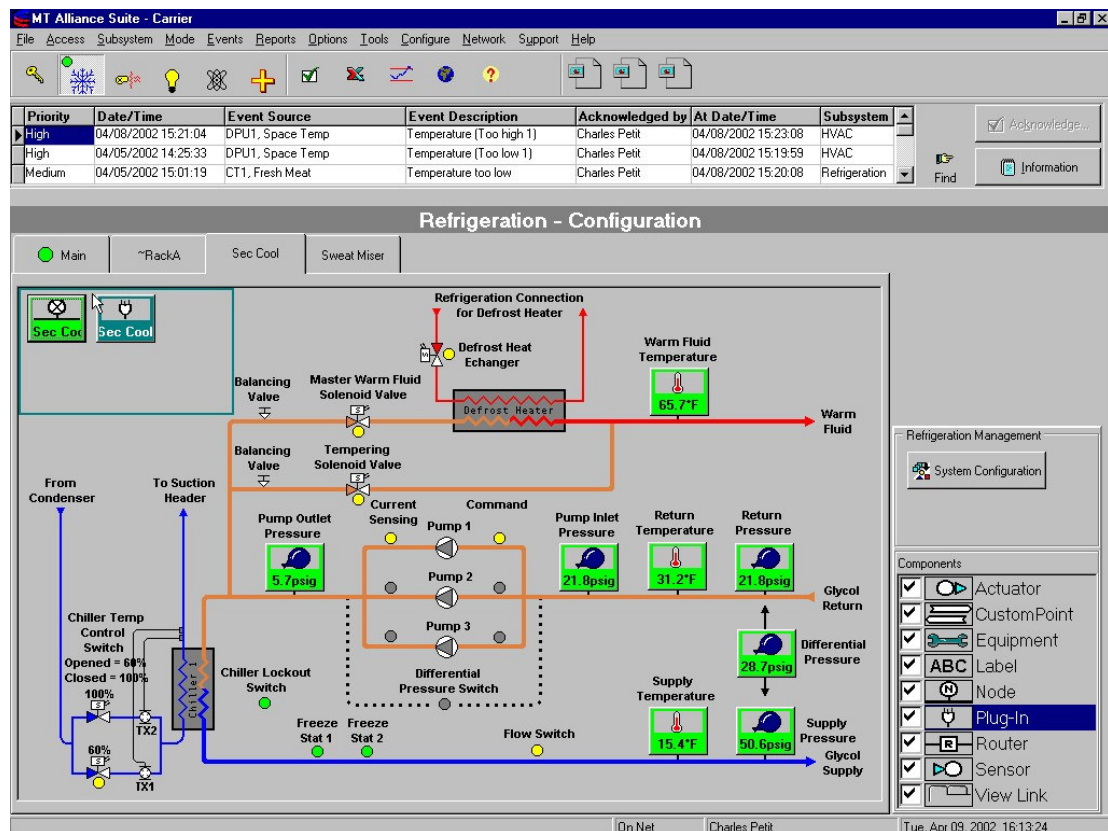 MT Alliance Suite - Carrier
File Access Subsystem Mode Events Reports Options Tools Configure Network Support Help
Priority Date/Time Event Source Event Description Acknowledged by At Date/Time Subsystem
High 04/08/2002 15:21:04 DPU1, Space Temp Temperature (Too high 1) Charles Petit 04/08/2002 15:23:08 HVAC
High 04/05/2002 14:25:33 DPU1, Space Temp Temperature (Too low 1) Charles Petit 04/08/2002 15:19:59 HVAC
Medium 04/05/2002 15:01:19 CT1, Fresh Meat Temperature too low Charles Petit 04/08/2002 15:20:08 Refrigeration
Find
Acknowledge...
Information
Refrigeration - Configuration
Main ~RackA Sec Cool Sweat Miser
Sec Coo Sec Cool
Refrigeration Connection
for Defrost Heater
Defrost Heat
Echanger
Warm Fluid
Temperature
65.7°F
Balancing
Valve
Master Warm Fluid
Solenoid Valve
S
Defrost Heater
Warm
Fluid
Balancing
Valve
Tempering
Solenoid Valve
S
From
Condenser
To Suction
Header
Pump Outlet
Pressure
5.7psig
Current
Sensing
Command
Pump 1
Pump 2
Pump 3
Pump Inlet
Pressure
21.8psig
Return
Temperature
31.2°F
Return
Pressure
21.8psig
Glycol
Return
Chiller Temp
Control
Switch
Opened = 60%
Closed = 100%
100%
S
TX2
60%
S
TX1
Chiller 1
Chiller Lockout
Switch
Differential
Pressure Switch
Differential
Pressure
28.7psig
Freeze
Stat 1
Freeze
Stat 2
Flow Switch
Supply
Temperature
15.4°F
50.6psig
Supply
Pressure
Glycol
Supply
Refrigeration Management
System Configuration
Components
Actuator
CustomPoint
Equipment
ABC Label
N Node
Plug-In
R Router
Sensor
View Link
On Net Charles Petit Tue, Apr 09, 2002 16:13:24